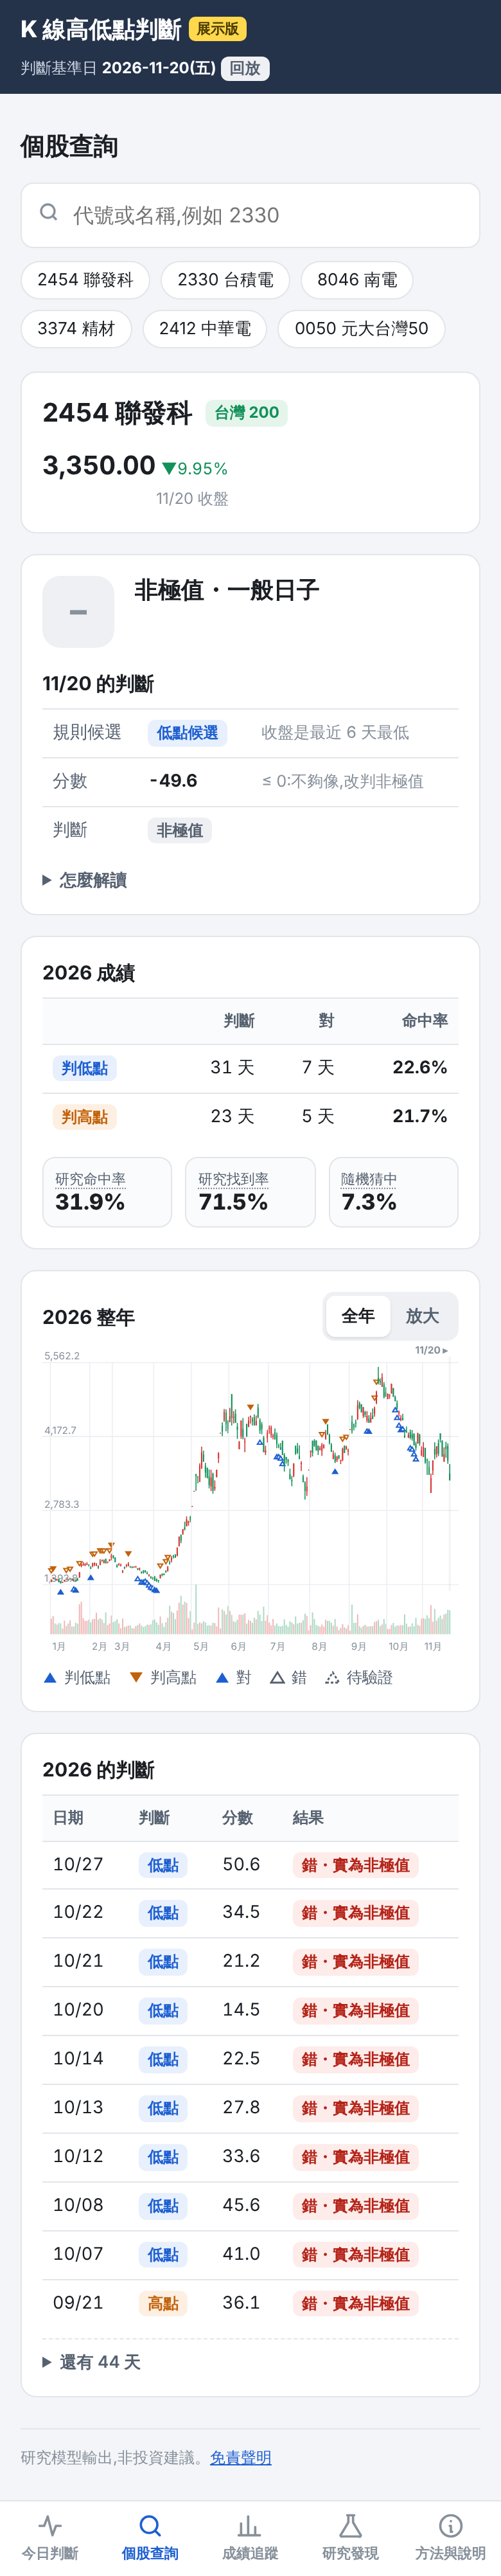 K 線高低點判斷 展示版
判斷基準日 2026-11-20(五) 回放
個股查詢
代號或名稱,例如 2330
2454 聯發科 2330 台積電 8046 南電
3374 精材 2412 中華電 0050 元大台灣50
2454 聯發科 台灣 200
3,350.00 ▼9.95%
11/20 收盤
非極值・一般日子
11/20 的判斷
規則候選 低點候選 收盤是最近 6 天最低
分數 -49.6 ≤ 0:不夠像,改判非極值
判斷 非極值
▶ 怎麼解讀
2026 成績
判斷 對 命中率
判低點 31 天 7 天 22.6%
判高點 23 天 5 天 21.7%
研究命中率 研究找到率 隨機猜中
31.9% 71.5% 7.3%
2026 整年 全年 放大
11/20 ▸
5,562.2
4,172.7
2,783.3
1月 2月 3月 4月 5月 6月 7月 8月 9月 10月 11月
▲ 判低點 ▼ 判高點 ▲ 對 △ 錯 待驗證
2026 的判斷
日期 判斷 分數 結果
10/27 低點 50.6 錯・實為非極值
10/22 低點 34.5 錯・實為非極值
10/21 低點 21.2 錯・實為非極值
10/20 低點 14.5 錯・實為非極值
10/14 低點 22.5 錯・實為非極值
10/13 低點 27.8 錯・實為非極值
10/12 低點 33.6 錯・實為非極值
10/08 低點 45.6 錯・實為非極值
10/07 低點 41.0 錯・實為非極值
09/21 高點 36.1 錯・實為非極值
▶ 還有 44 天
研究模型輸出,非投資建議。免責聲明
今日判斷 個股查詢 成績追蹤 研究發現 方法與說明